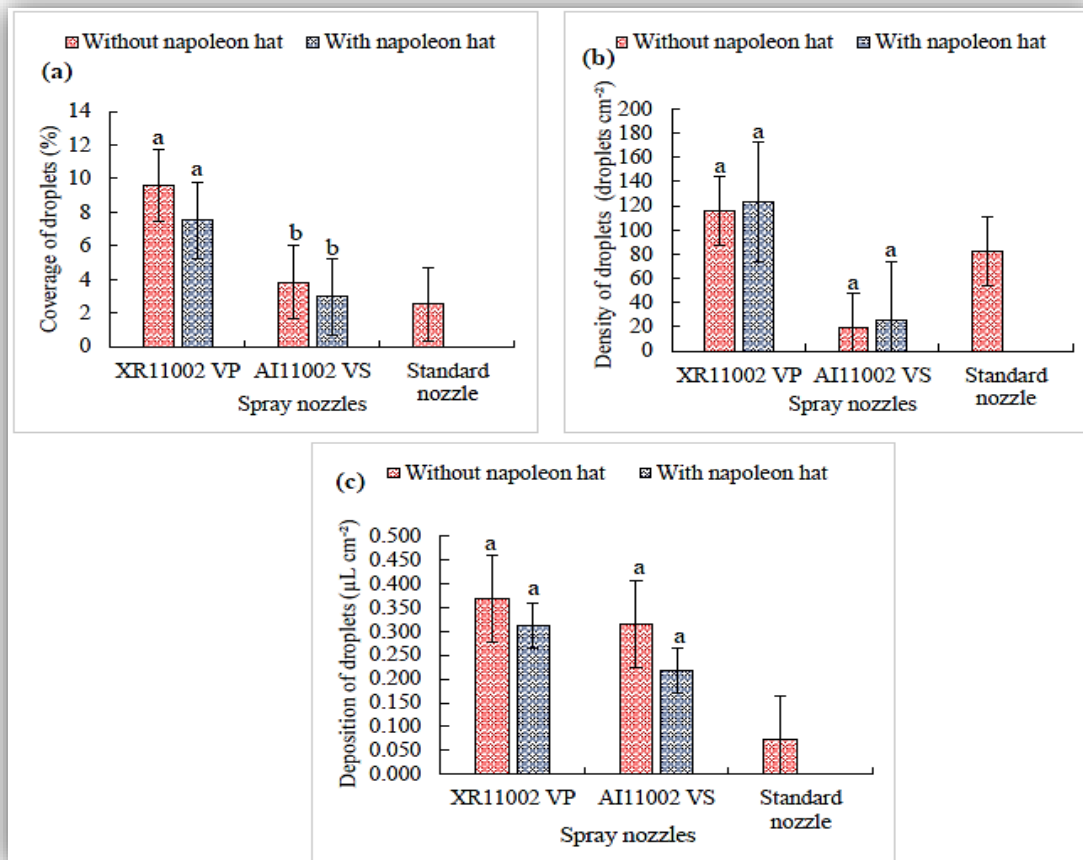 Without napoleon hat With napoleon hat
(a)
Coverage of droplets (%)
14
12
10
8
6
4
2
0
a
a
b
b
XR11002 VP AI11002 VS Standard nozzle
Spray nozzles
Without napoleon hat With napoleon hat
(b)
Density of droplets (droplets cm⁻²)
200
180
160
140
120
100
80
60
40
20
0
a
a
a
a
XR11002 VP AI11002 VS Standard nozzle
Spray nozzles
(c) Without napoleon hat With napoleon hat
Deposition of droplets (µL cm⁻²)
0.500
0.450
0.400
0.350
0.300
0.250
0.200
0.150
0.100
0.050
0.000
a
a
a
a
XR11002 VP AI11002 VS Standard nozzle
Spray nozzles